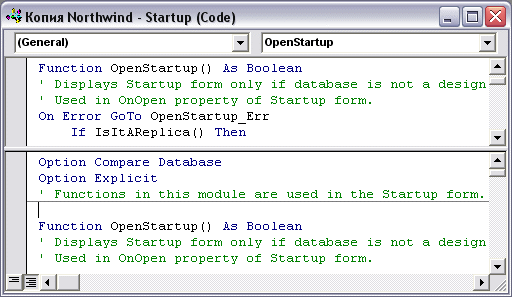 Копия Northwind - Startup (Code)
(General) OpenStartup
Function OpenStartup() As Boolean
' Displays Startup form only if database is not a design
' Used in OnOpen property of Startup form.
On Error GoTo OpenStartup_Err
If IsItAReplica() Then
Option Compare Database
Option Explicit
' Functions in this module are used in the Startup form.
Function OpenStartup() As Boolean
' Displays Startup form only if database is not a design
' Used in OnOpen property of Startup form.